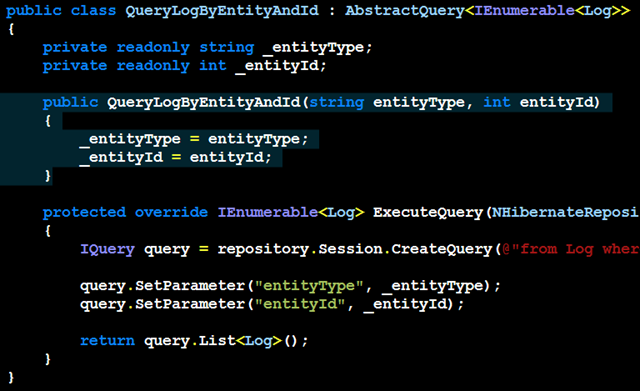 public class QueryLogByEntityAndId : AbstractQuery<IEnumerable<Log>>
{
    private readonly string _entityType;
    private readonly int _entityId;

    public QueryLogByEntityAndId(string entityType, int entityId)
    {
        _entityType = entityType;
        _entityId = entityId;
    }

    protected override IEnumerable<Log> ExecuteQuery(NHibernateReposi
    {
        IQuery query = repository.Session.CreateQuery(@"from Log wher

        query.SetParameter("entityType", _entityType);
        query.SetParameter("entityId", _entityId);

        return query.List<Log>();
    }
}